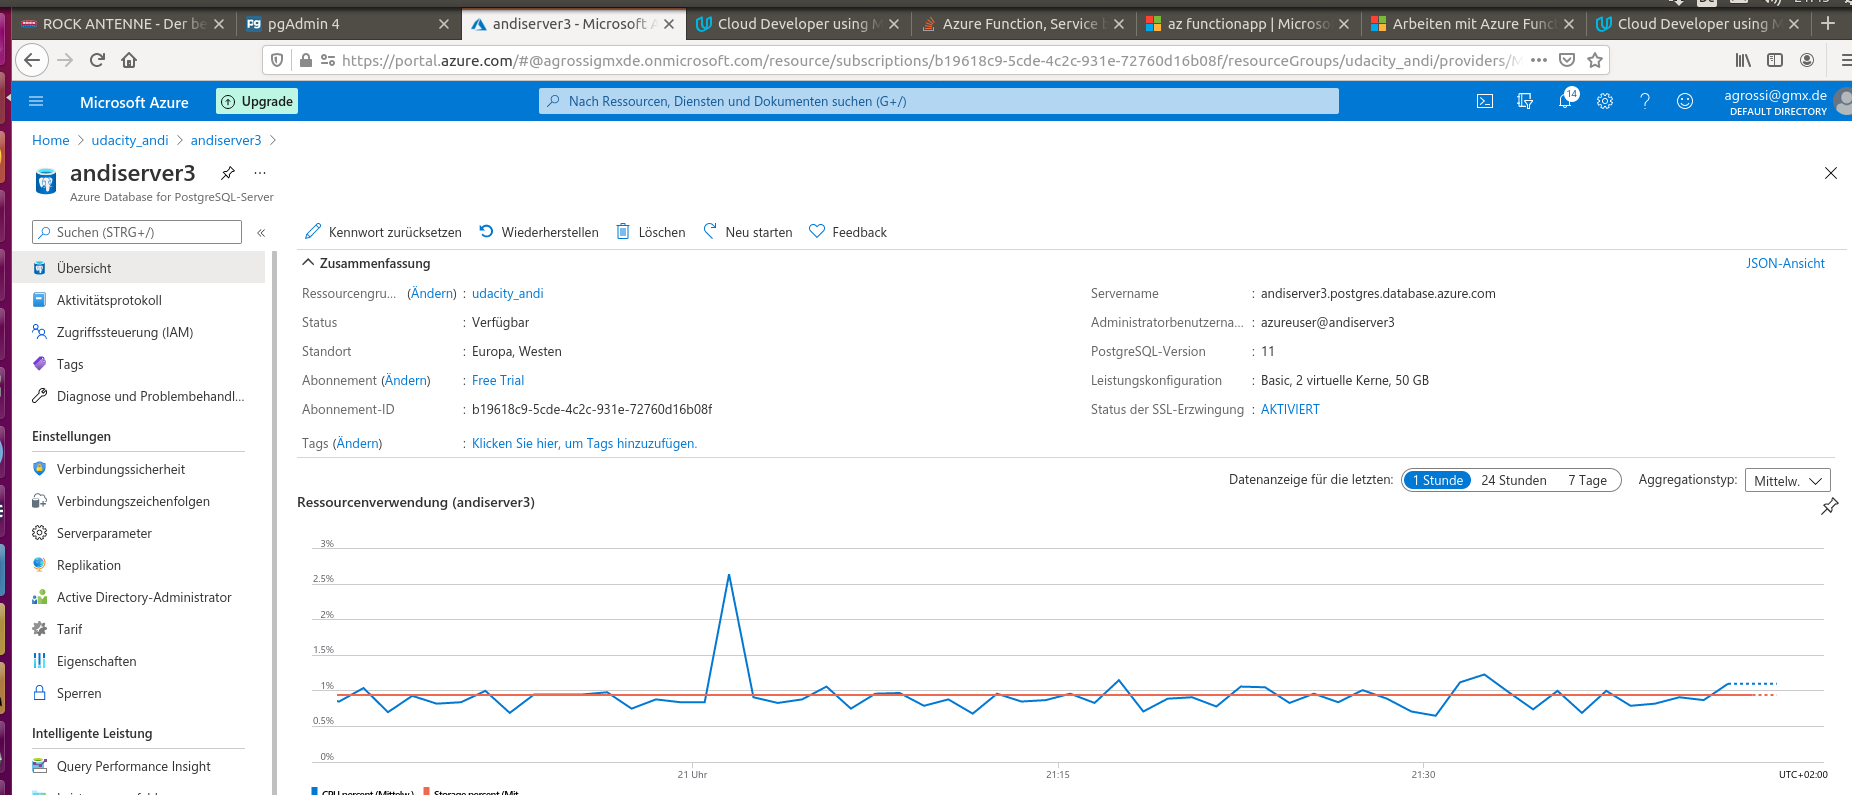 ROCK ANTENNE - Der be
pgAdmin 4
andiserver3 - Microsoft A
Cloud Developer using M
Azure Function, Service b
az functionapp | Microso
Arbeiten mit Azure Func
Cloud Developer using M
https://portal.azure.com/#@agrossigmxde.onmicrosoft.com/resource/subscriptions/b19618c9-5cde-4c2c-931e-72760d16b08f/resourceGroups/udacity_andi/providers/M
Microsoft Azure
Upgrade
Nach Ressourcen, Diensten und Dokumenten suchen (G+/)
14
agrossi@gmx.de
DEFAULT DIRECTORY
Home > udacity_andi > andiserver3 >
andiserver3
Azure Database for PostgreSQL-Server
Suchen (STRG+/)
Übersicht
Aktivitätsprotokoll
Zugriffssteuerung (IAM)
Tags
Diagnose und Problembehandl...
Einstellungen
Verbindungssicherheit
Verbindungszeichenfolgen
Serverparameter
Replikation
Active Directory-Administrator
Tarif
Eigenschaften
Sperren
Intelligente Leistung
Query Performance Insight
Kennwort zurücksetzen
Wiederherstellen
Löschen
Neu starten
Feedback
Zusammenfassung
JSON-Ansicht
Ressourcengru... (Ändern) : udacity_andi
Status : Verfügbar
Standort : Europa, Westen
Abonnement (Ändern) : Free Trial
Abonnement-ID : b19618c9-5cde-4c2c-931e-72760d16b08f
Tags (Ändern) : Klicken Sie hier, um Tags hinzuzufügen.
Servername : andiserver3.postgres.database.azure.com
Administratorbenutzerna... : azureuser@andiserver3
PostgreSQL-Version : 11
Leistungskonfiguration : Basic, 2 virtuelle Kerne, 50 GB
Status der SSL-Erzwingung : AKTIVIERT
Datenanzeige für die letzten: 1 Stunde 24 Stunden 7 Tage Aggregationstyp: Mittelw.
Ressourcenverwendung (andiserver3)
3%
2.5%
2%
1.5%
1%
0.5%
0%
21 Uhr
21:15
21:30
UTC+02:00
CPU percent (Mittelw.)
Storage percent (Mit